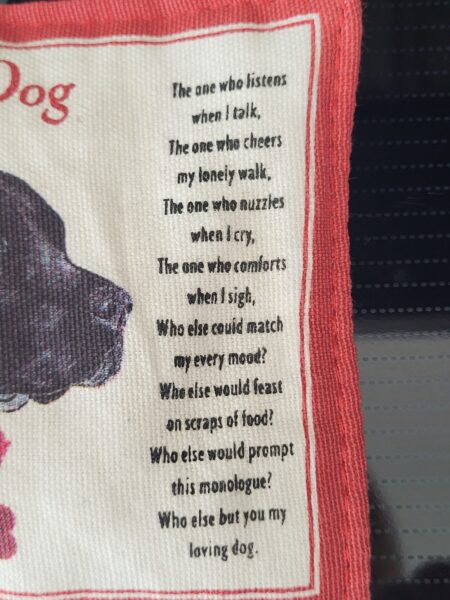 Dog
The one who listens
when I talk,
The one who cheers
my lonely walk,
The one who nuzzles
when I cry,
The one who comforts
when I sigh,
Who else could match
my every mood?
Who else would feast
on scraps of food?
Who else would prompt
this monologue?
Who else but you my
loving dog.